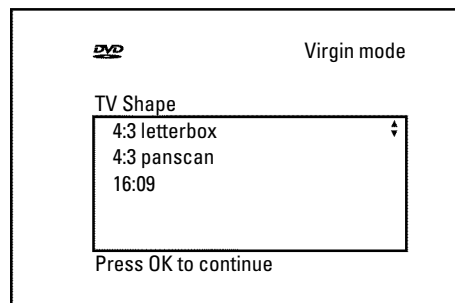 DVD
Virgin mode
TV Shape
4:3 letterbox
4:3 panscan
16:09
Press OK to continue